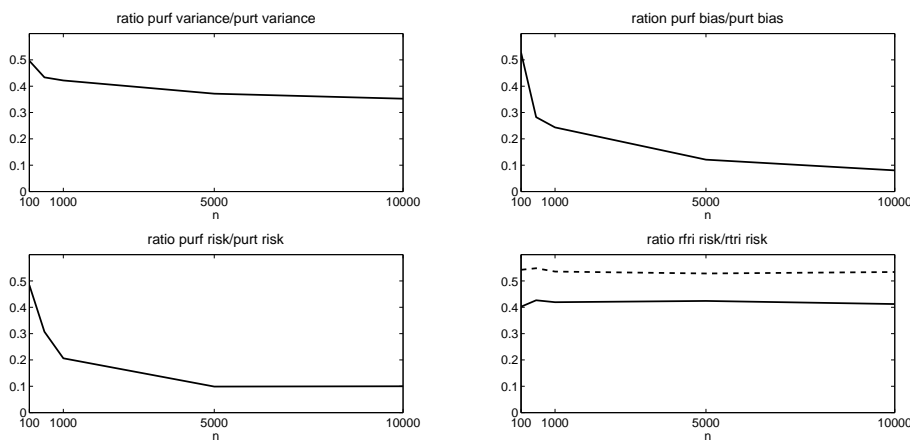 ratio purf variance/purt variance
0.5
0.4
0.3
0.2
0.1
0
100 1000 5000 10000
n
ration purf bias/purt bias
0.5
0.4
0.3
0.2
0.1
0
100 1000 5000 10000
n
ratio purf risk/purt risk
0.5
0.4
0.3
0.2
0.1
0
100 1000 5000 10000
n
ratio rfri risk/rtri risk
0.5
0.4
0.3
0.2
0.1
0
100 1000 5000 10000
n